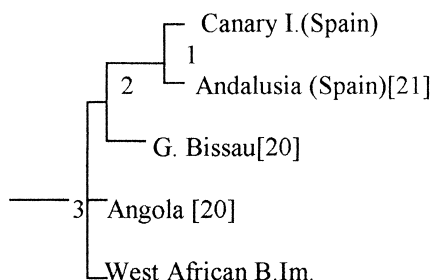 Canary I.(Spain)
1
2
Andalusia (Spain)[21]
G. Bissau[20]
3
Angola [20]
West African B.Im.